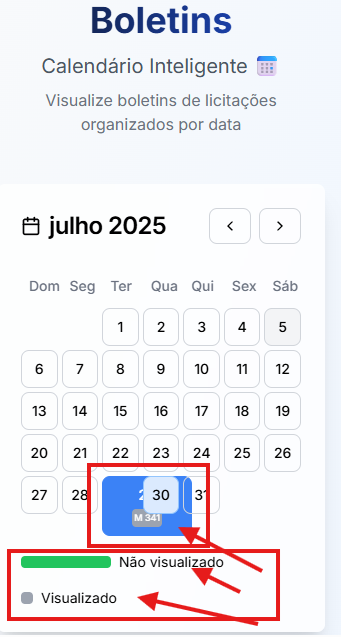 Boletins
Calendário Inteligente
Visualize boletins de licitações
organizados por data
julho 2025
Dom Seg Ter Qua Qui Sex Sáb
1 2 3 4 5
6 7 8 9 10 11 12
13 14 15 16 17 18 19
20 21 22 23 24 25 26
27 28 30 31
M 341
Não visualizado
Visualizado